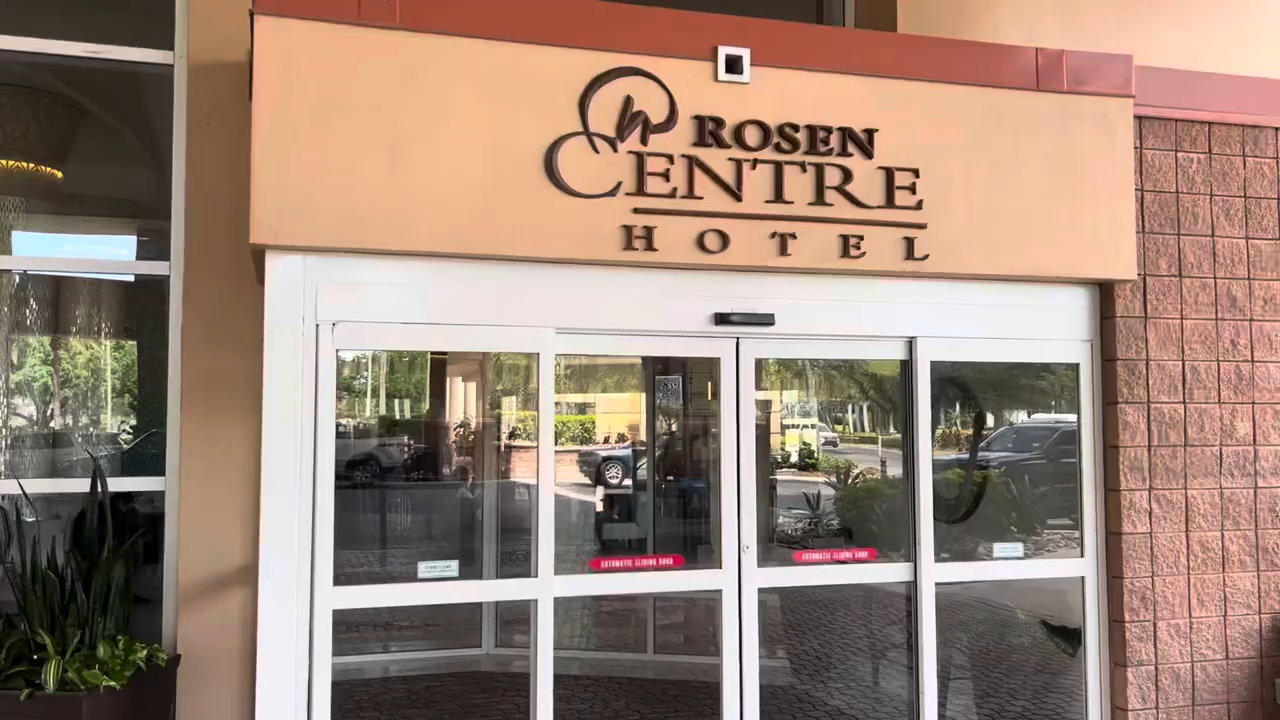 ROSEN
CENTRE
HOTEL
AUTOMATIC SLIDING DOOR
AUTOMATIC SLIDING DOOR